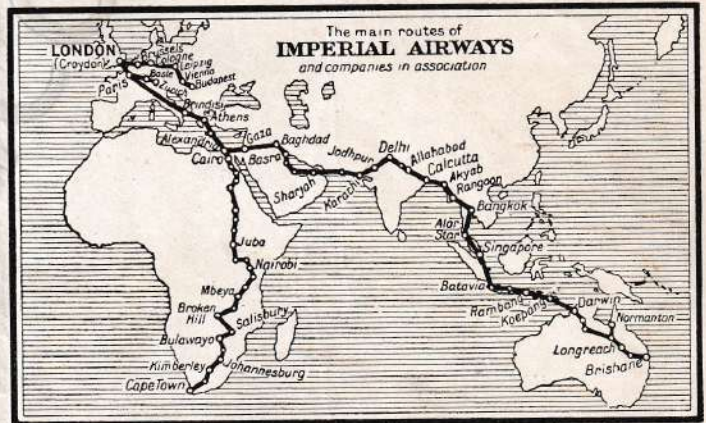 The main routes of
IMPERIAL AIRWAYS
and companies in association
LONDON
(Croydon)
Brussels
Cologne
Leipzig
Vienna
Budapest
Paris
Basle
Zurich
Brindisi
Athens
Alexandria
Cairo
Gaza
Baghdad
Basra
Sharjah
Jodhpur
Karachi
Delhi
Allahabad
Calcutta
Akyab
Rangoon
Bangkok
Alor
Star
Singapore
Batavia
Rambang
Koepang
Darwin
Normanton
Longreach
Brisbane
Juba
Nairobi
Mbeya
Broken
Hill
Salisbury
Bulawayo
Kimberley
Johannesburg
Cape Town